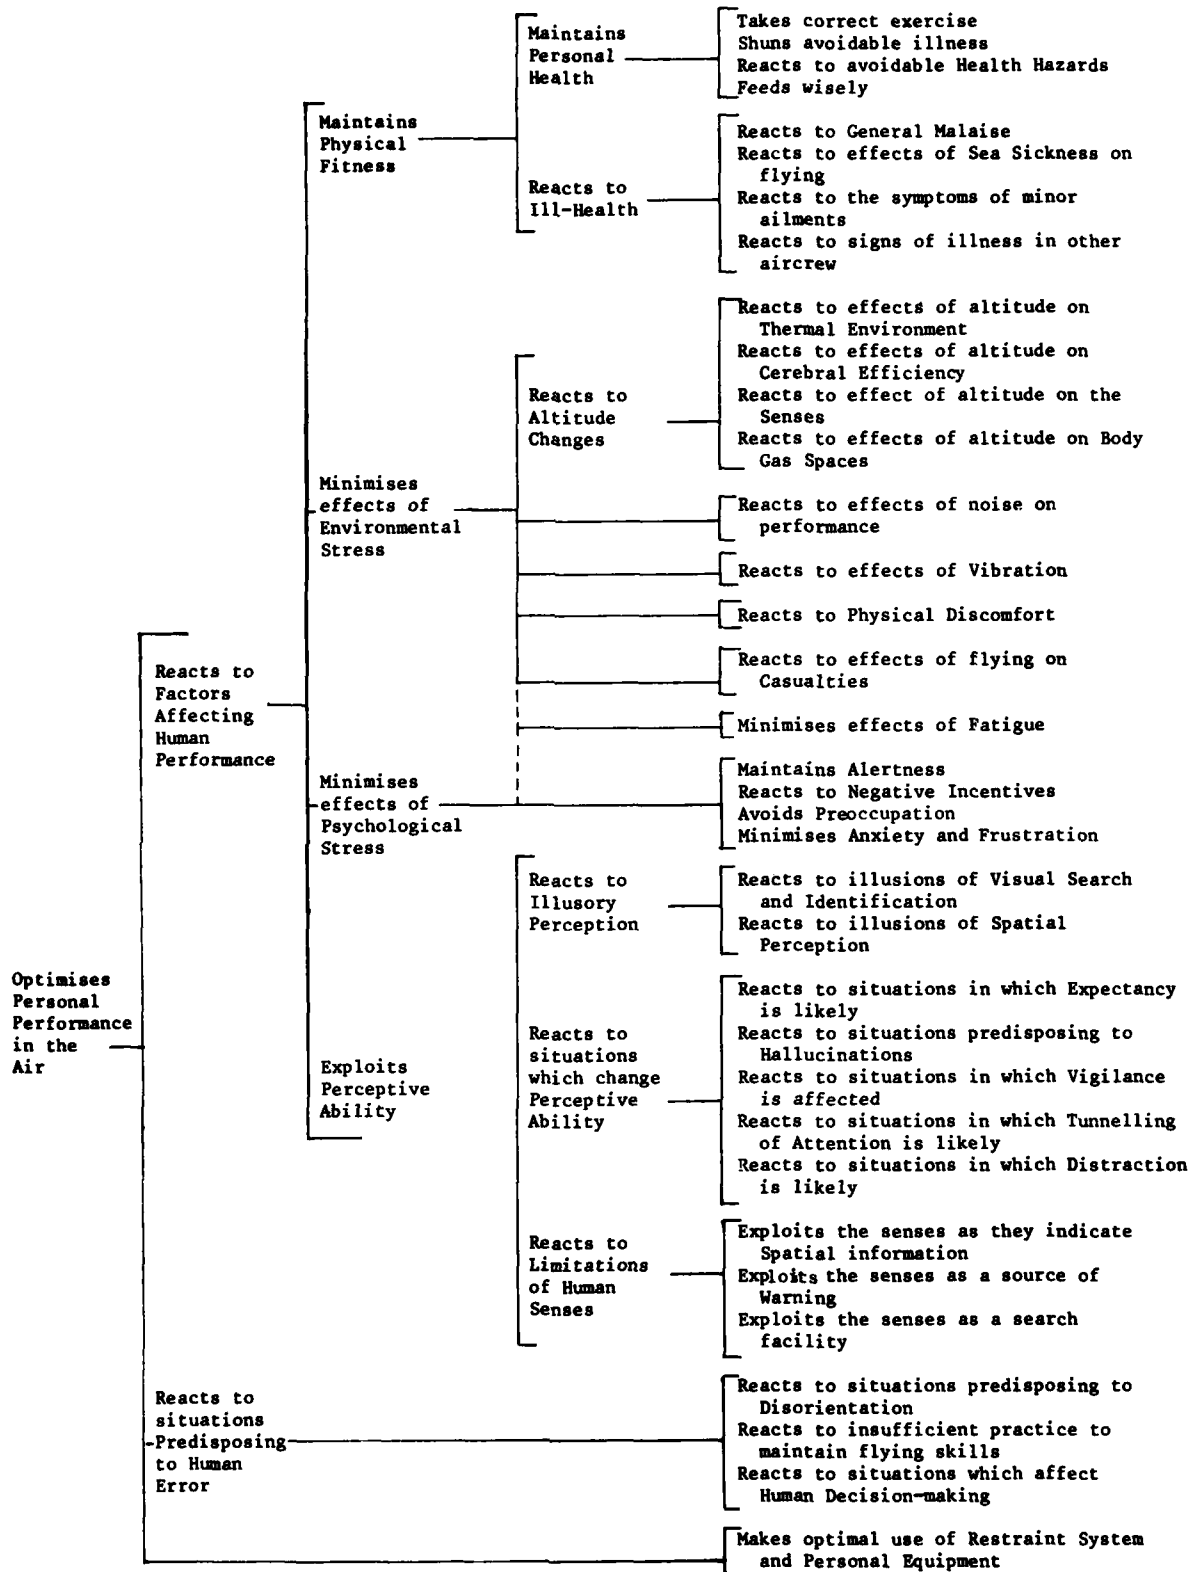 Maintains
Personal
Health
Takes correct exercise
Shuns avoidable illness
Reacts to avoidable Health Hazards
Feeds wisely
Maintains
Physical
Fitness
Reacts to
Ill-Health
Reacts to General Malaise
Reacts to effects of Sea Sickness on
flying
Reacts to the symptoms of minor
ailments
Reacts to signs of illness in other
aircrew
Reacts to
Altitude
Changes
Reacts to effects of altitude on
Thermal Environment
Reacts to effects of altitude on
Cerebral Efficiency
Reacts to effect of altitude on the
Senses
Reacts to effects of altitude on Body
Gas Spaces
Minimises
effects of
Environmental
Stress
Reacts to effects of noise on
performance
Reacts to effects of Vibration
Reacts to Physical Discomfort
Reacts to effects of flying on
Casualties
Reacts to
Factors
Affecting
Human
Performance
Minimises effects of Fatigue
Minimises
effects of
Psychological
Stress
Maintains Alertness
Reacts to Negative Incentives
Avoids Preoccupation
Minimises Anxiety and Frustration
Reacts to
Illusory
Perception
Reacts to illusions of Visual Search
and Identification
Reacts to illusions of Spatial
Perception
Optimises
Personal
Performance
in the
Air
Exploits
Perceptive
Ability
Reacts to
situations
which change
Perceptive
Ability
Reacts to situations in which Expectancy
is likely
Reacts to situations predisposing to
Hallucinations
Reacts to situations in which Vigilance
is affected
Reacts to situations in which Tunnelling
of Attention is likely
Reacts to situations in which Distraction
is likely
Reacts to
Limitations
of Human
Senses
Exploits the senses as they indicate
Spatial information
Exploits the senses as a source of
Warning
Exploits the senses as a search
facility
Reacts to
situations
Predisposing
to Human
Error
Reacts to situations predisposing to
Disorientation
Reacts to insufficient practice to
maintain flying skills
Reacts to situations which affect
Human Decision-making
Makes optimal use of Restraint System
and Personal Equipment